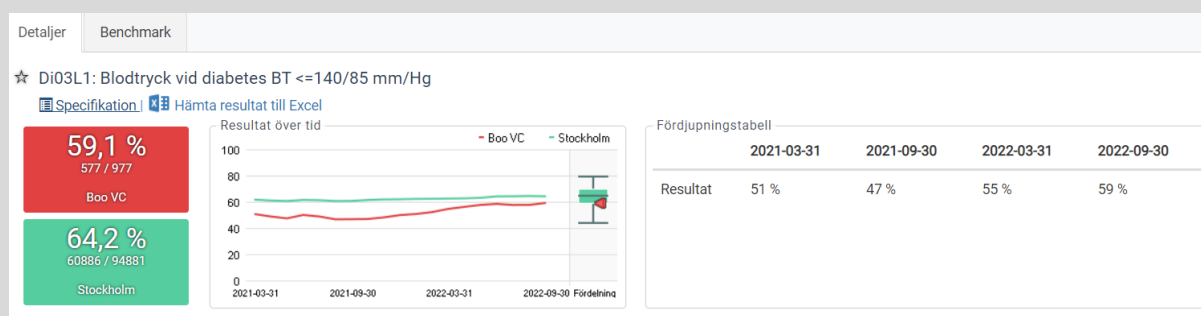 Detaljer Benchmark
Di03L1: Blodtryck vid diabetes BT <=140/85 mm/Hg
Specifikation | Hämta resultat till Excel
59,1 %
577 / 977
Boo VC
64,2 %
60886 / 94881
Stockholm
Resultat över tid
Boo VC Stockholm
100
80
60
40
20
0
2021-03-31 2021-09-30 2022-03-31 2022-09-30 Fördelning
Fördjupningstabell
2021-03-31 2021-09-30 2022-03-31 2022-09-30
Resultat 51 % 47 % 55 % 59 %